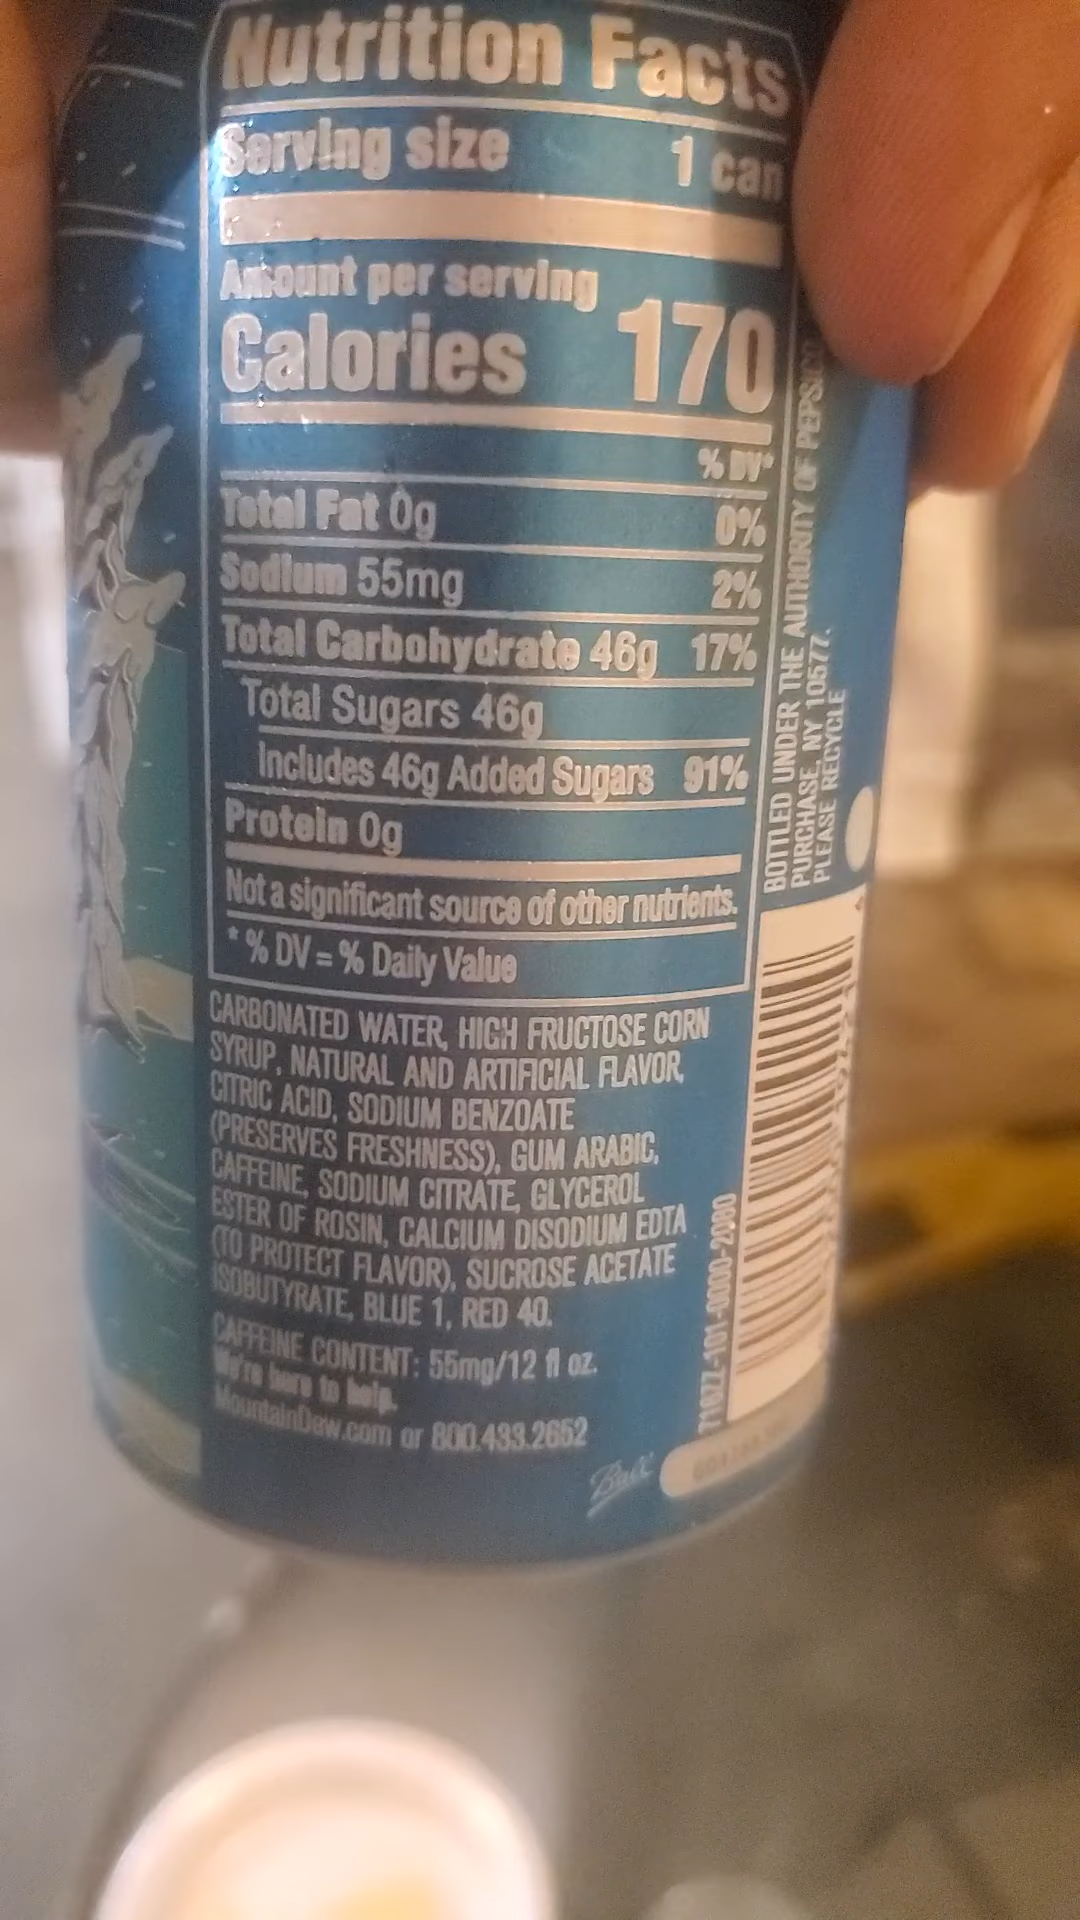 Nutrition Facts
Serving size 1 can
Amount per serving
Calories 170
% DV*
Total Fat 0g 0%
Sodium 55mg 2%
Total Carbohydrate 46g 17%
Total Sugars 46g
Includes 46g Added Sugars 91%
Protein 0g
Not a significant source of other nutrients.
* % DV = % Daily Value
CARBONATED WATER, HIGH FRUCTOSE CORN
SYRUP, NATURAL AND ARTIFICIAL FLAVOR,
CITRIC ACID, SODIUM BENZOATE
(PRESERVES FRESHNESS), GUM ARABIC,
CAFFEINE, SODIUM CITRATE, GLYCEROL
ESTER OF ROSIN, CALCIUM DISODIUM EDTA
(TO PROTECT FLAVOR), SUCROSE ACETATE
ISOBUTYRATE, BLUE 1, RED 40.
CAFFEINE CONTENT: 55mg/12 fl oz.
We're here to help.
MountainDew.com or 800.433.2652
Ball
BOTTLED UNDER THE AUTHORITY OF PEPSICO
PURCHASE, NY 10577.
PLEASE RECYCLE